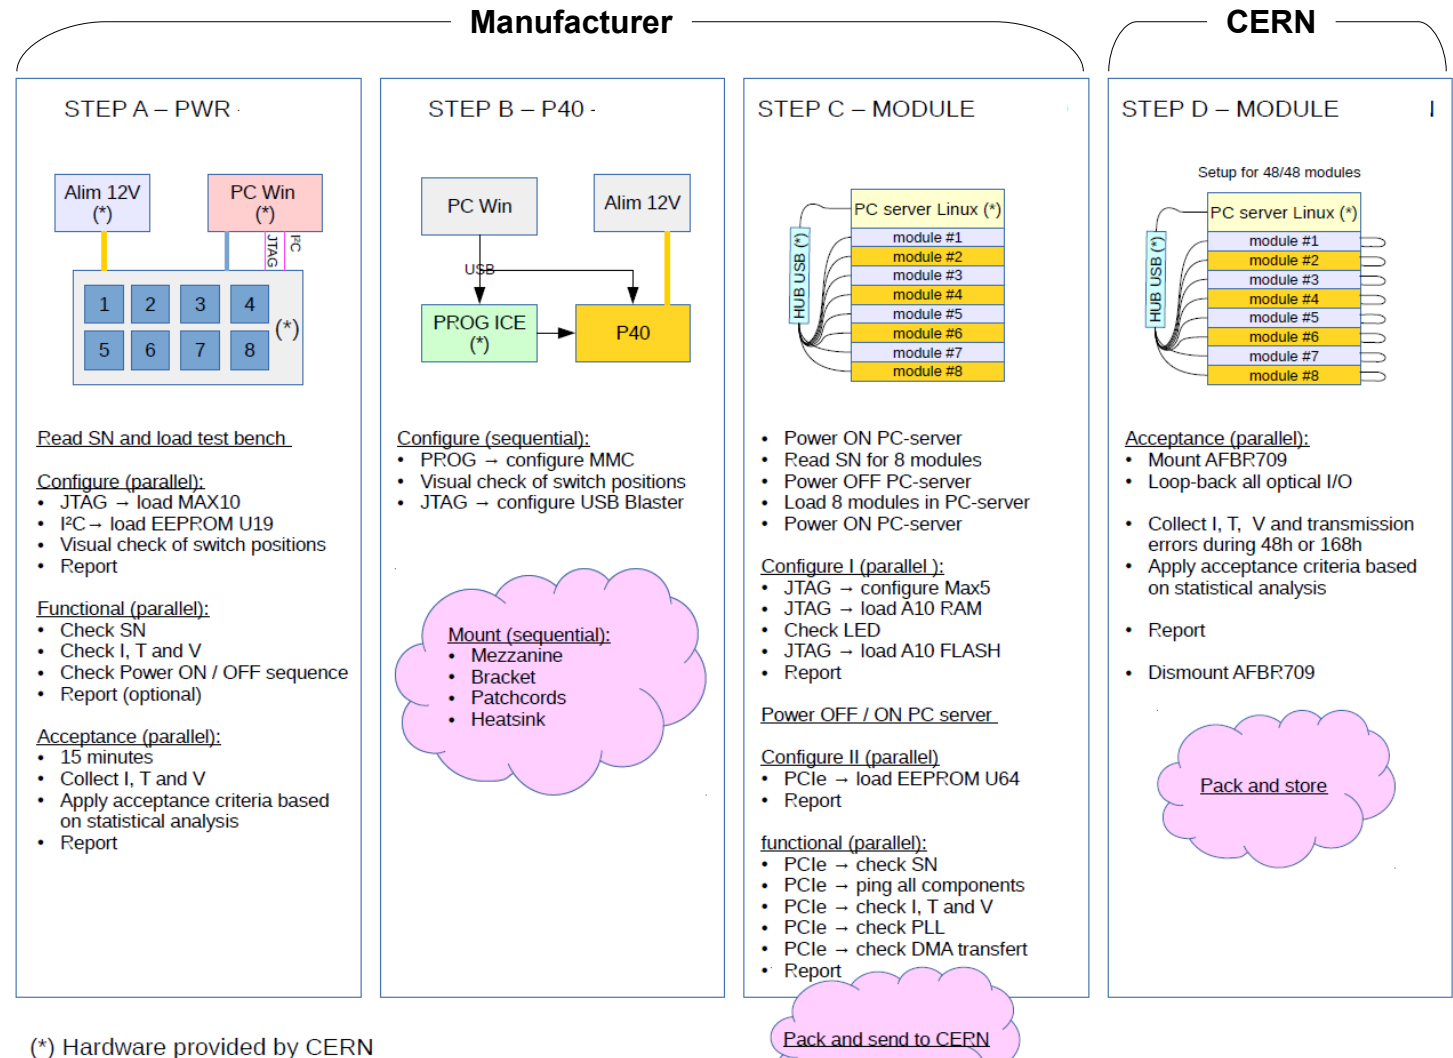 Manufacturer
CERN
STEP A – PWR -
Alim 12V
(*)
PC Win
(*)
JTAG
I²C
1
2
3
4
5
6
7
8
(*)
Read SN and load test bench
Configure (parallel):
• JTAG → load MAX10
• I²C→ load EEPROM U19
• Visual check of switch positions
• Report
Functional (parallel):
• Check SN
• Check I, T and V
• Check Power ON / OFF sequence
• Report (optional)
Acceptance (parallel):
• 15 minutes
• Collect I, T and V
• Apply acceptance criteria based
on statistical analysis
• Report
STEP B – P40 -
PC Win
Alim 12V
USB
PROG ICE
(*)
P40
Configure (sequential):
• PROG → configure MMC
• Visual check of switch positions
• JTAG → configure USB Blaster
Mount (sequential):
• Mezzanine
• Bracket
• Patchcords
• Heatsink
STEP C – MODULE
PC server Linux (*)
HUB USB (*)
module #1
module #2
module #3
module #4
module #5
module #6
module #7
module #8
• Power ON PC-server
• Read SN for 8 modules
• Power OFF PC-server
• Load 8 modules in PC-server
• Power ON PC-server
Configure I (parallel ):
• JTAG → configure Max5
• JTAG → load A10 RAM
• Check LED
• JTAG → load A10 FLASH
• Report
Power OFF / ON PC server
Configure II (parallel)
• PCIe → load EEPROM U64
• Report
functional (parallel):
• PCIe → check SN
• PCIe → ping all components
• PCIe → check I, T and V
• PCIe → check PLL
• PCIe → check DMA transfert
• Report
Pack and send to CERN
STEP D – MODULE
Setup for 48/48 modules
PC server Linux (*)
HUB USB (*)
module #1
module #2
module #3
module #4
module #5
module #6
module #7
module #8
Acceptance (parallel):
• Mount AFBR709
• Loop-back all optical I/O
• Collect I, T, V and transmission
errors during 48h or 168h
• Apply acceptance criteria based
on statistical analysis
• Report
• Dismount AFBR709
Pack and store
(*) Hardware provided by CERN